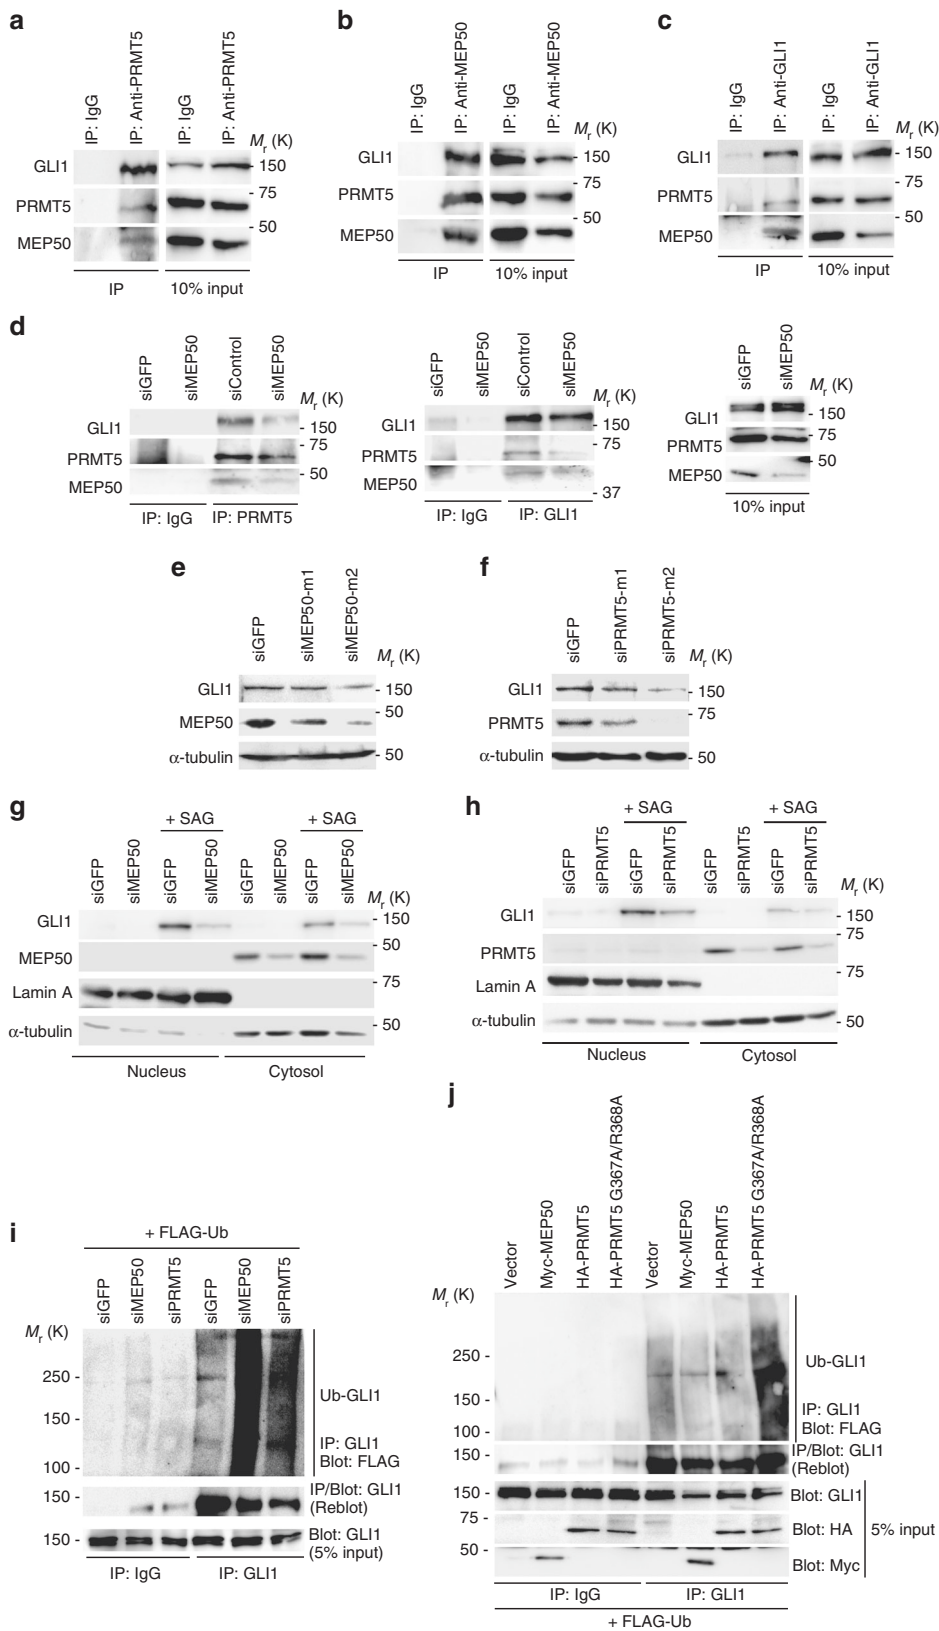 a
IP: IgG
IP: Anti-PRMT5
IP: IgG
IP: Anti-PRMT5
Mr (K)
GLI1
150
PRMT5
75
MEP50
50
IP
10% input
b
IP: IgG
IP: Anti-MEP50
IP: IgG
IP: Anti-MEP50
Mr (K)
GLI1
- 150
PRMT5
- 75
MEP50
- 50
IP
10% input
c
IP: IgG
IP: Anti-GLI1
IP: IgG
IP: Anti-GLI1
Mr (K)
GLI1
- 150
PRMT5
- 75
MEP50
- 50
IP
10% input
d
siGFP
siMEP50
siControl
siMEP50
Mr (K)
GLI1
- 150
PRMT5
- 75
MEP50
- 50
IP: IgG
IP: PRMT5
siGFP
siMEP50
siControl
siMEP50
Mr (K)
GLI1
- 150
PRMT5
- 75
MEP50
- 37
IP: IgG
IP: GLI1
siGFP
siMEP50
Mr (K)
GLI1
- 150
PRMT5
- 75
MEP50
- 50
10% input
e
siGFP
siMEP50-m1
siMEP50-m2
Mr (K)
GLI1
- 150
MEP50
- 50
α-tubulin
- 50
f
siGFP
siPRMT5-m1
siPRMT5-m2
Mr (K)
GLI1
- 150
PRMT5
- 75
α-tubulin
- 50
g
+ SAG
+ SAG
siGFP
siMEP50
siGFP
siMEP50
siGFP
siMEP50
siGFP
siMEP50
Mr (K)
GLI1
- 150
MEP50
- 50
Lamin A
- 75
α-tubulin
- 50
Nucleus
Cytosol
h
+ SAG
+ SAG
siGFP
siPRMT5
siGFP
siPRMT5
siGFP
siPRMT5
siGFP
siPRMT5
Mr (K)
GLI1
- 150
PRMT5
- 75
Lamin A
- 75
α-tubulin
- 50
Nucleus
Cytosol
i
+ FLAG-Ub
siGFP
siMEP50
siPRMT5
siGFP
siMEP50
siPRMT5
Mr (K)
250 -
150 -
100 -
Ub-GLI1
IP: GLI1
Blot: FLAG
150 -
IP/Blot: GLI1
(Reblot)
150 -
Blot: GLI1
(5% input)
IP: IgG
IP: GLI1
j
Vector
Myc-MEP50
HA-PRMT5
HA-PRMT5 G367A/R368A
Vector
Myc-MEP50
HA-PRMT5
HA-PRMT5 G367A/R368A
Mr (K)
250 -
150 -
100 -
Ub-GLI1
IP: GLI1
Blot: FLAG
150 -
IP/Blot: GLI1
(Reblot)
150 -
Blot: GLI1
75 -
Blot: HA
5% input
50 -
Blot: Myc
IP: IgG
IP: GLI1
+ FLAG-Ub